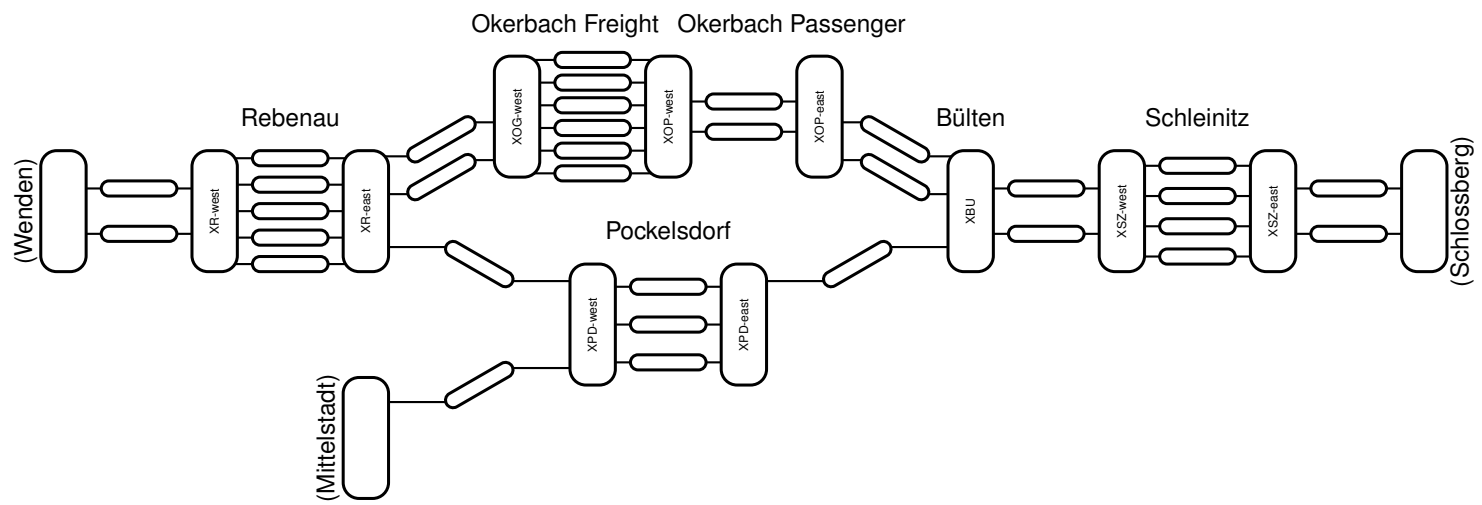 Okerbach Freight
Okerbach Passenger
Rebenau
Bülten
Schleinitz
Pockelsdorf
(Wenden)
XR-west
XR-east
XOG-west
XOP-west
XOP-east
XBU
XSZ-west
XSZ-east
(Schlossberg)
XPD-west
XPD-east
(Mittelstadt)